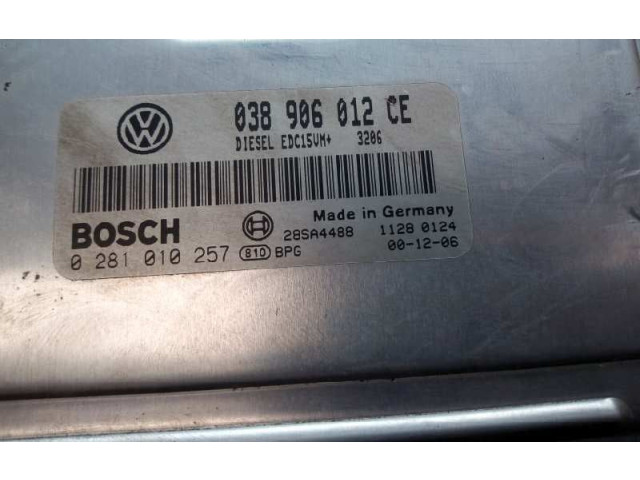 038 906 012 CE
DIESEL EDC15VM+ 3206
Made in Germany
BOSCH 28SA4488 1128 0124
0 281 010 257 810 BPG 00-12-06